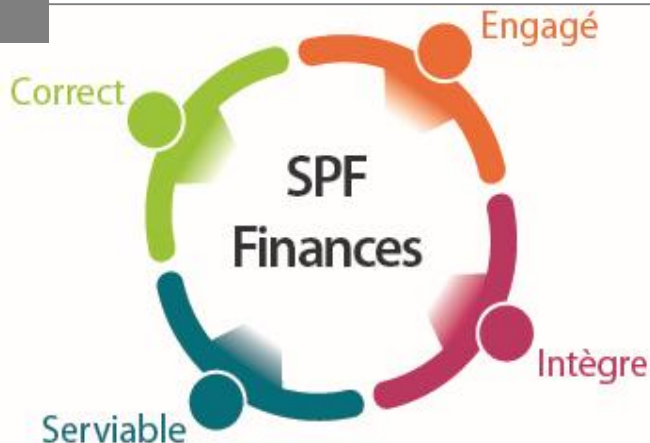 Engagé
Correct
SPF
Finances
Intègre
Serviable